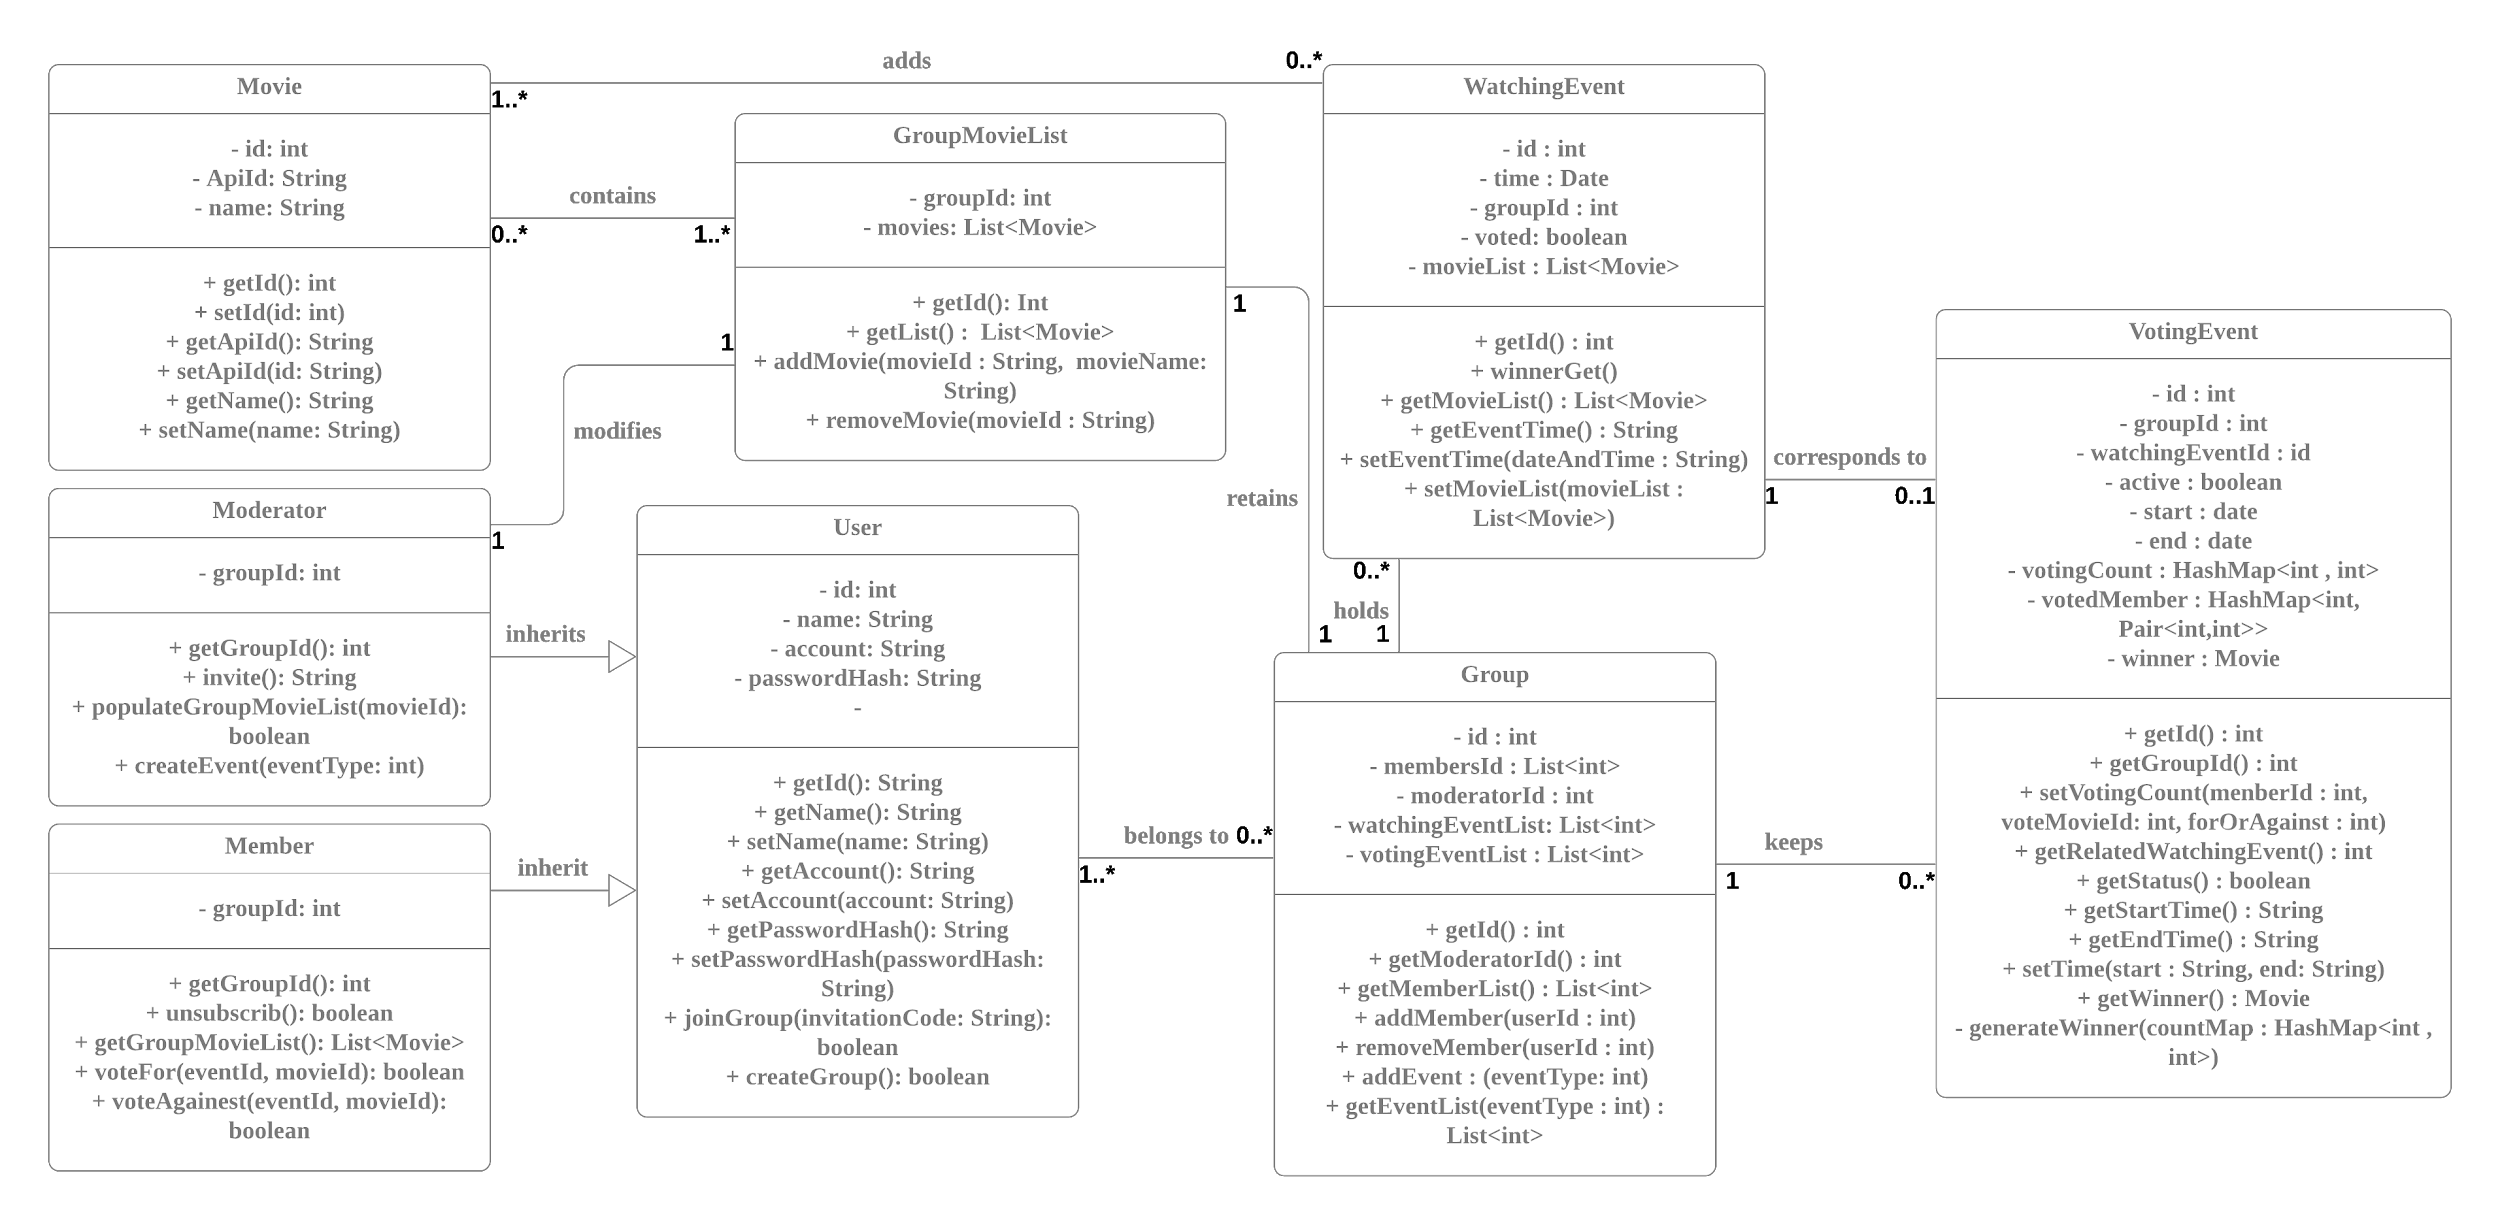 adds
0..*
1..*
Movie
- id: int
- ApiId: String
- name: String
+ getId(): int
+ setId(id: int)
+ getApiId(): String
+ setApiId(id: String)
+ getName(): String
+ setName(name: String)
contains
0..*
1..*
GroupMovieList
- groupId: int
- movies: List<Movie>
+ getId(): Int
+ getList() :  List<Movie>
+ addMovie(movieId : String,  movieName:
String)
+ removeMovie(movieId : String)
1
modifies
1
1
retains
1
WatchingEvent
- id : int
- time : Date
- groupId : int
- voted: boolean
- movieList : List<Movie>
+ getId() : int
+ winnerGet()
+ getMovieList() : List<Movie>
+ getEventTime() : String
+ setEventTime(dateAndTime : String)
+ setMovieList(movieList :
List<Movie>)
0..*
holds
1
corresponds to
1
0..1
VotingEvent
- id : int
- groupId : int
- watchingEventId : id
- active : boolean
- start : date
- end : date
- votingCount : HashMap<int , int>
- votedMember : HashMap<int,
Pair<int,int>>
- winner : Movie
+ getId() : int
+ getGroupId() : int
+ setVotingCount(menberId : int,
voteMovieId: int, forOrAgainst : int)
+ getRelatedWatchingEvent() : int
+ getStatus() : boolean
+ getStartTime() : String
+ getEndTime() : String
+ setTime(start : String, end: String)
+ getWinner() : Movie
- generateWinner(countMap : HashMap<int ,
int>)
Moderator
- groupId: int
+ getGroupId(): int
+ invite(): String
+ populateGroupMovieList(movieId):
boolean
+ createEvent(eventType: int)
inherits
User
- id: int
- name: String
- account: String
- passwordHash: String
-
+ getId(): String
+ getName(): String
+ setName(name: String)
+ getAccount(): String
+ setAccount(account: String)
+ getPasswordHash(): String
+ setPasswordHash(passwordHash:
String)
+ joinGroup(invitationCode: String):
boolean
+ createGroup(): boolean
Member
- groupId: int
+ getGroupId(): int
+ unsubscrib(): boolean
+ getGroupMovieList(): List<Movie>
+ voteFor(eventId, movieId): boolean
+ voteAgainest(eventId, movieId):
boolean
inherit
belongs to
0..*
1..*
Group
- id : int
- membersId : List<int>
- moderatorId : int
- watchingEventList: List<int>
- votingEventList : List<int>
+ getId() : int
+ getModeratorId() : int
+ getMemberList() : List<int>
+ addMember(userId : int)
+ removeMember(userId : int)
+ addEvent : (eventType: int)
+ getEventList(eventType : int) :
List<int>
keeps
1
0..*